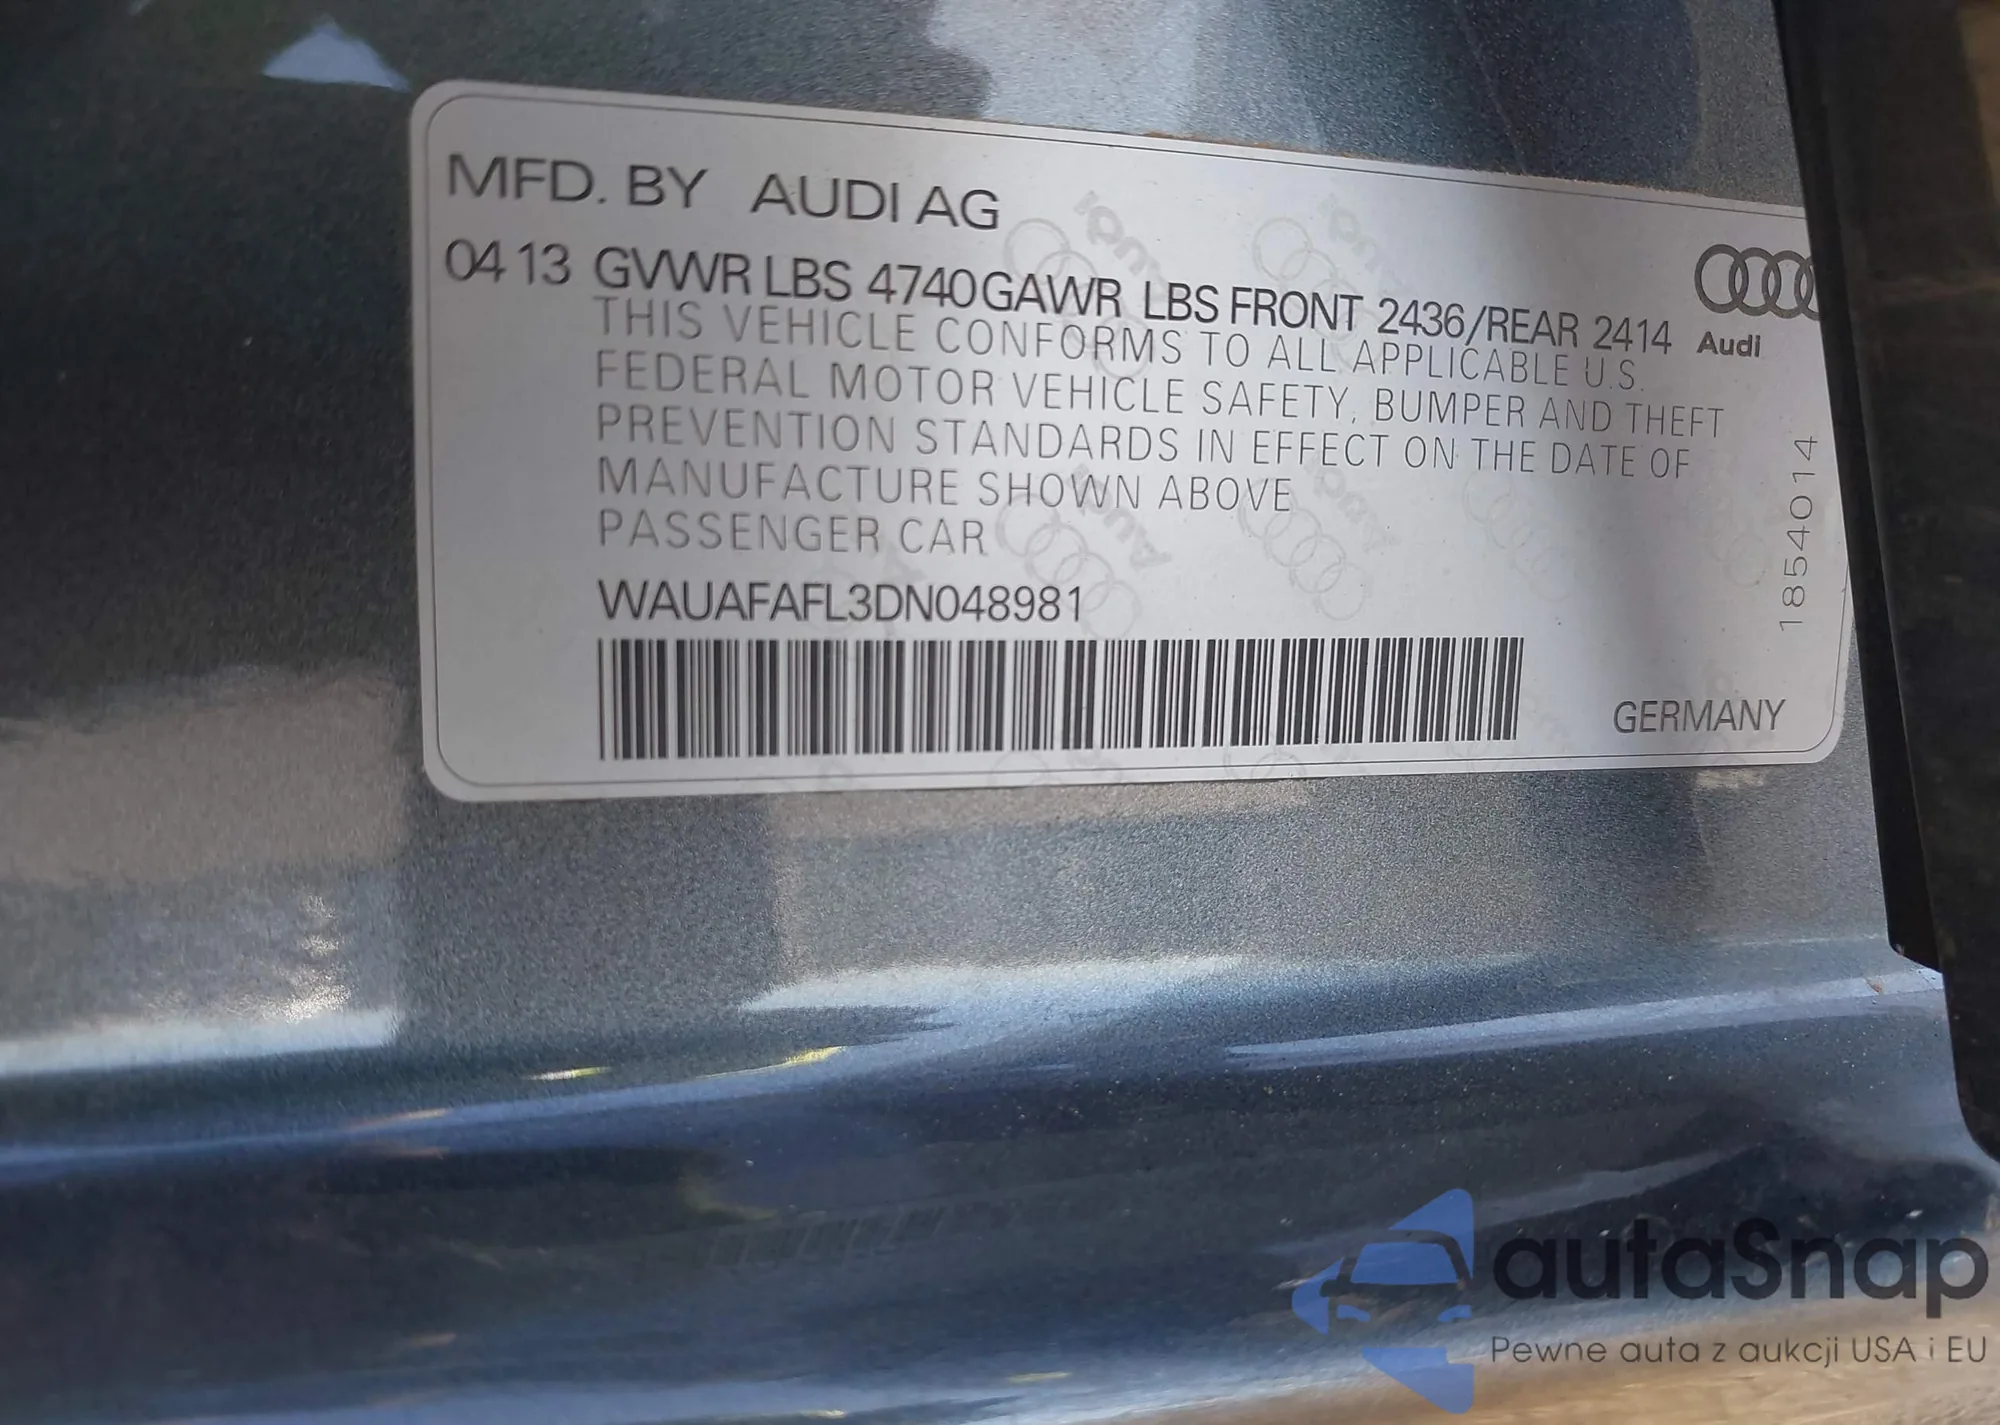 MFD. BY AUDI AG
04 13 GVWR LBS 4740 GAWR LBS FRONT 2436/REAR 2414
Audi
THIS VEHICLE CONFORMS TO ALL APPLICABLE U.S.
FEDERAL MOTOR VEHICLE SAFETY, BUMPER AND THEFT
PREVENTION STANDARDS IN EFFECT ON THE DATE OF
MANUFACTURE SHOWN ABOVE
PASSENGER CAR
1854014
WAUAFAFL3DN048981
GERMANY
autaSnap
Pewne auta z aukcji USA i EU